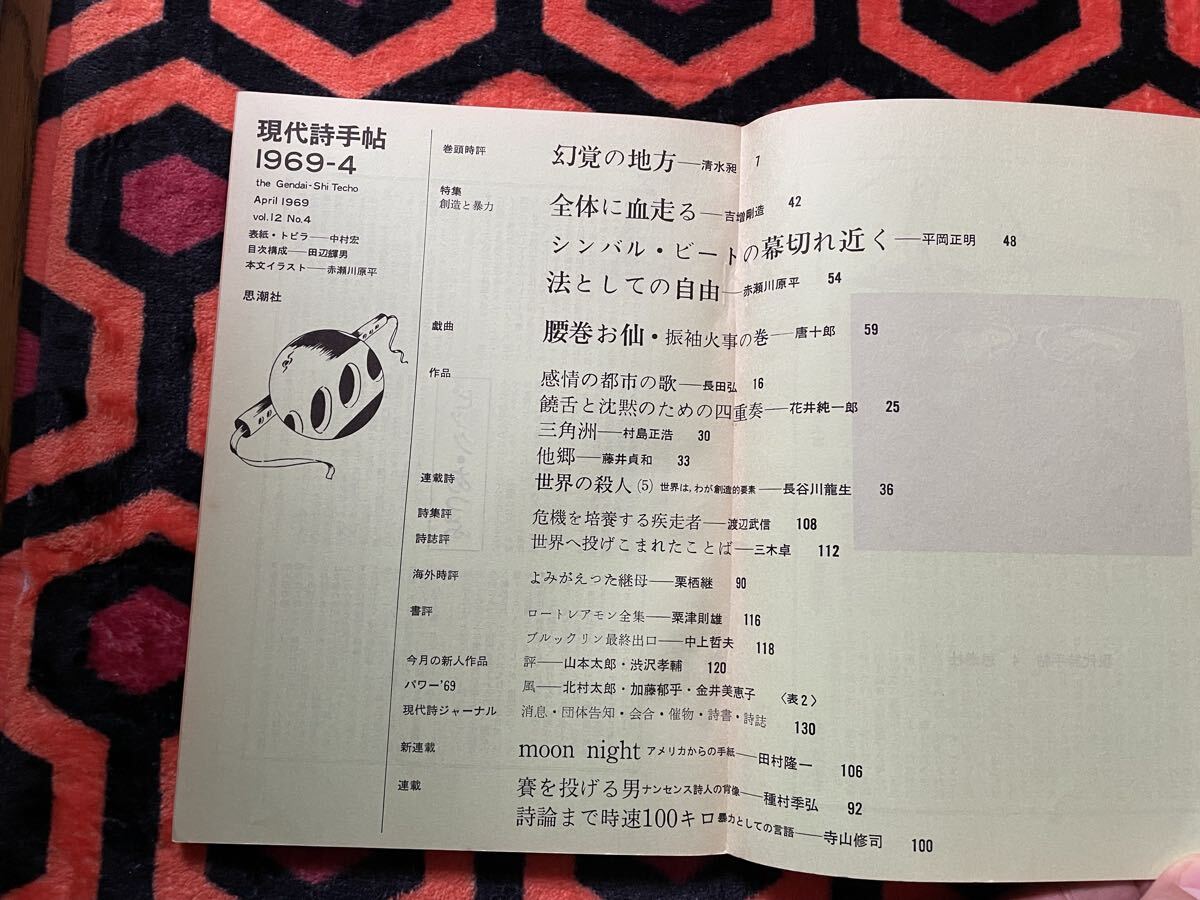 現代詩手帖
1969-4
the Gendai-Shi Techo
April 1969
vol.12 No.4
表紙・トビラ──中村宏
目次構成──田辺輝男
本文イラスト──赤瀬川原平
思潮社
巻頭時評 幻覚の地方──清水昶 7
特集
創造と暴力
全体に血走る──吉増剛造 42
シンバル・ビートの幕切れ近く──平岡正明 48
法としての自由──赤瀬川原平 54
戯曲 腰巻お仙・振袖火事の巻──唐十郎 59
作品 感情の都市の歌──長田弘 16
饒舌と沈黙のための四重奏──花井純一郎 25
三角洲──村島正浩 30
他郷──藤井貞和 33
連載詩 世界の殺人(5) 世界は，わが創造的要素──長谷川龍生 36
詩集評 危機を培養する疾走者──渡辺武信 108
詩誌評 世界へ投げこまれたことば──三木卓 112
海外時評 よみがえった継母──栗栖継 90
書評 ロートレアモン全集──粟津則雄 116
ブルックリン最終出口──中上哲夫 118
今月の新人作品 評──山本太郎・渋沢孝輔 120
パワー'69 風──北村太郎・加藤郁乎・金井美恵子 〈表2〉
現代詩ジャーナル 消息・団体告知・会合・催物・詩書・詩誌 130
新連載 moon night アメリカからの手紙──田村隆一 106
連載 賽を投げる男 ナンセンス詩人の肖像──種村季弘 92
詩論まで時速100キロ 暴力としての言語──寺山修司 100